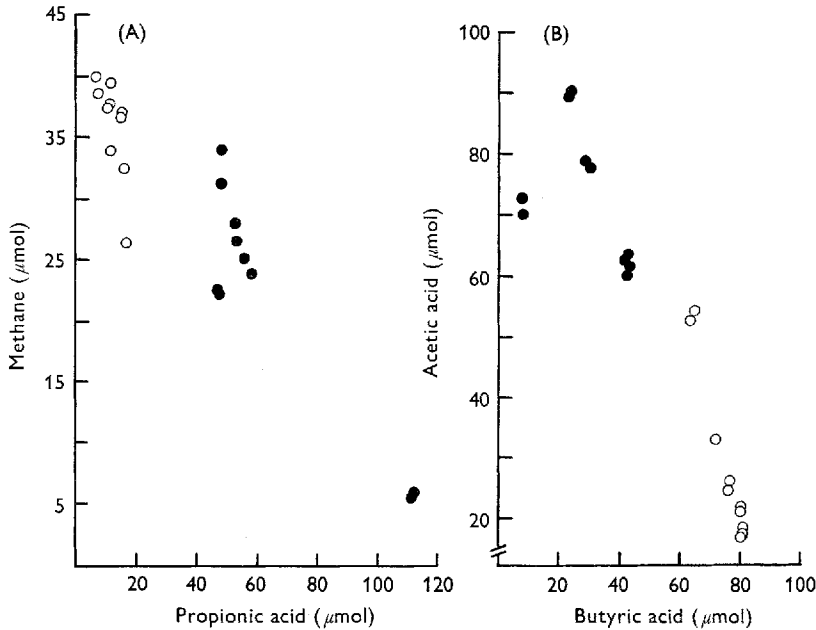 (A)
45
35
25
15
5
Methane (μmol)
20 40 60 80 100 120
Propionic acid (μmol)
(B)
100
80
60
40
20
Acetic acid (μmol)
20 40 60 80 100
Butyric acid (μmol)